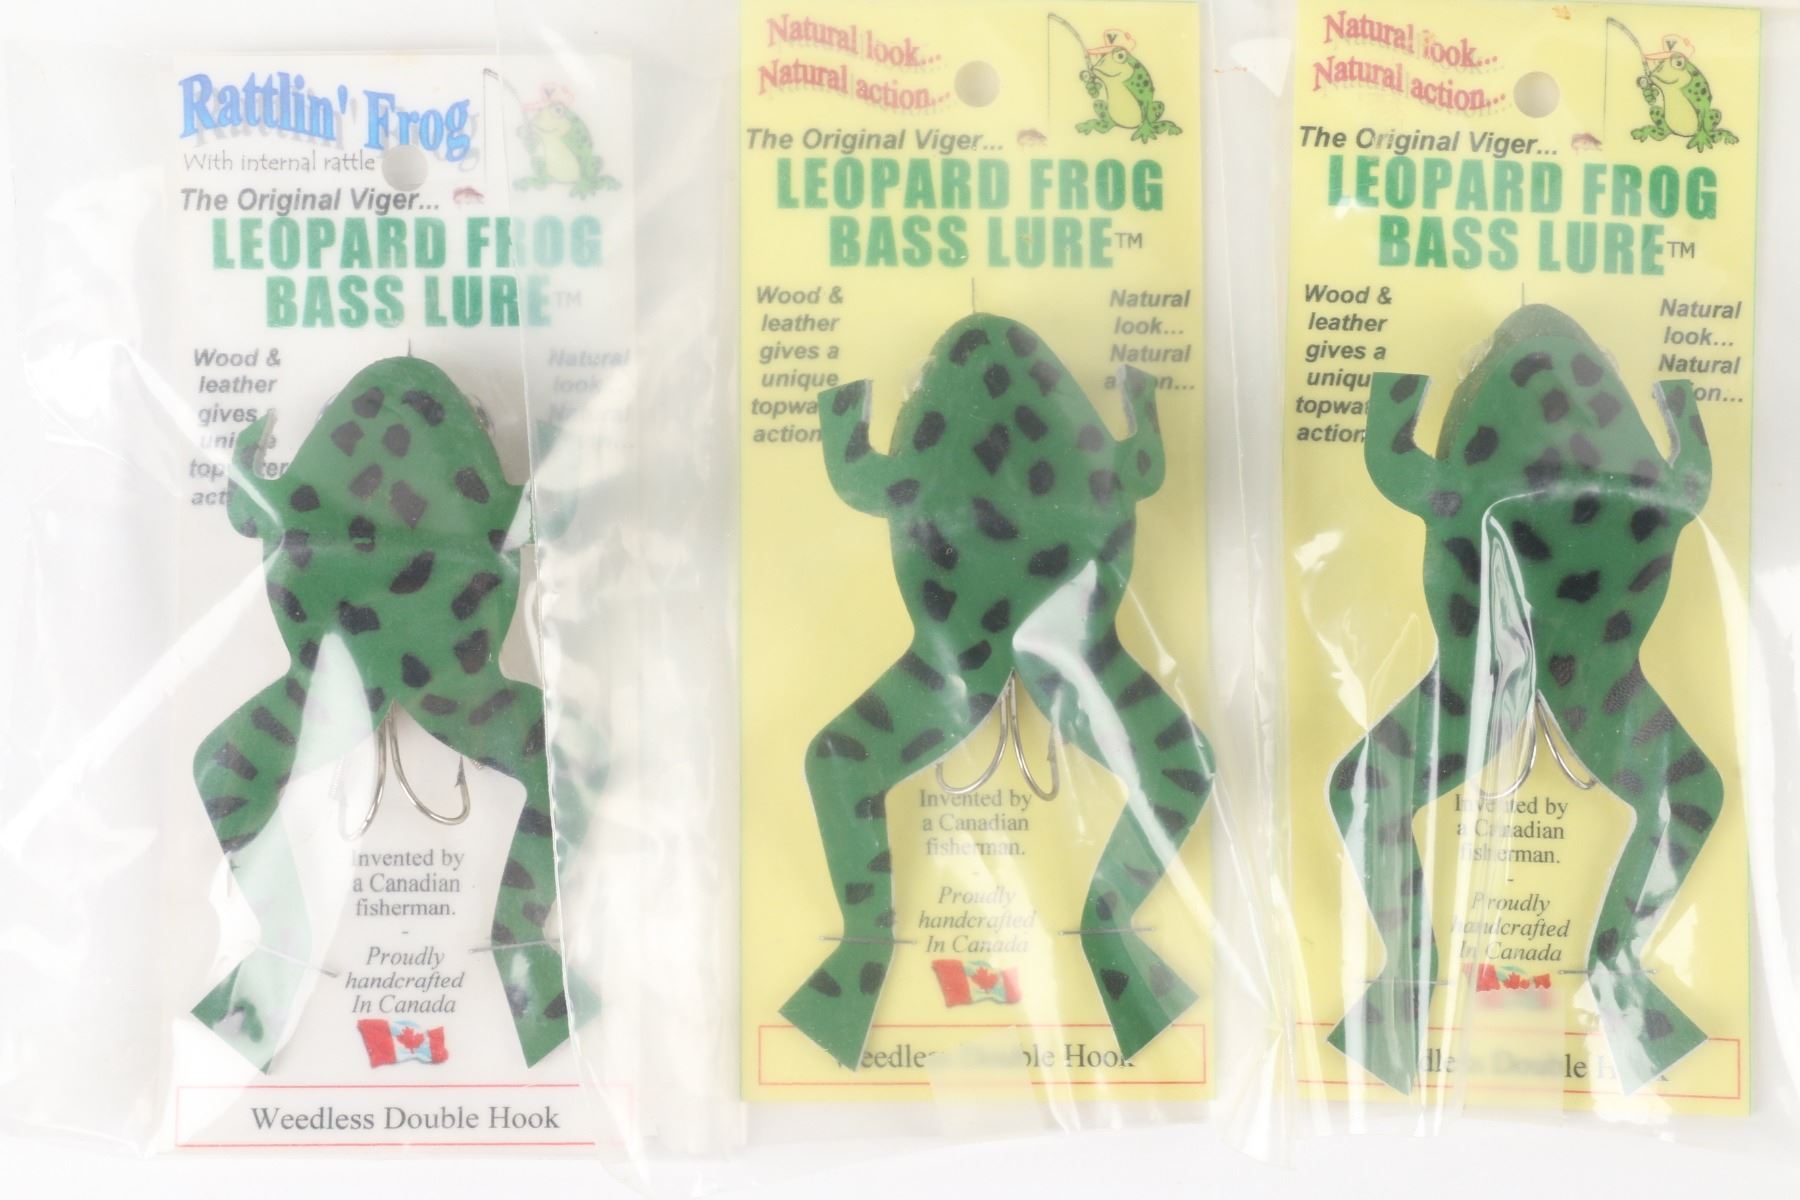 Rattlin' Frog
With internal rattle
The Original Viger...
LEOPARD FROG
BASS LURE™
Wood &
leather
gives a
Natural
look
Invented by
a Canadian
fisherman.
-
Proudly
handcrafted
In Canada
Weedless Double Hook
Natural look...
Natural action...
V
The Original Viger...
LEOPARD FROG
BASS LURE™
Wood &
leather
gives a
unique
action
Natural
look...
Natural
Invented by
a Canadian
fisherman.
-
Proudly
handcrafted
In Canada
Hook
Natural look...
Natural action...
V
The Original Viger...
LEOPARD FROG
BASS LURE™
Wood &
leather
gives a
action
Natural
look...
Natural
Invented by
a Canadian
fisherman.
-
Proudly
handcrafted
In Canada